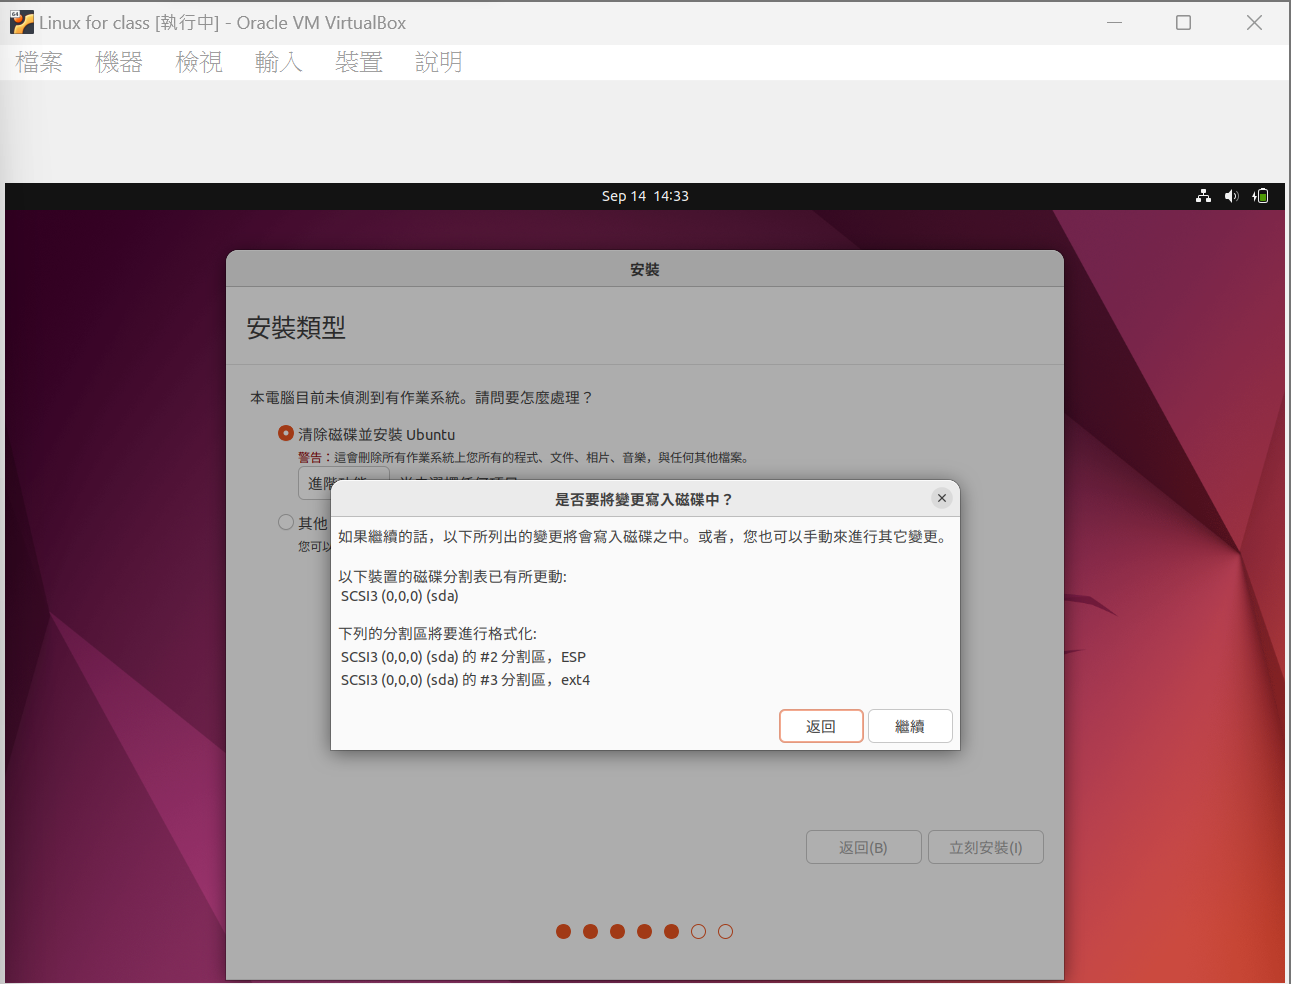 Linux for class [執行中] - Oracle VM VirtualBox
檔案 機器 檢視 輸入 裝置 說明
Sep 14 14:33
安裝
安裝類型
本電腦目前未偵測到有作業系統。請問要怎麼處理？
清除磁碟並安裝 Ubuntu
警告：這會刪除所有作業系統上您所有的程式、文件、相片、音樂，與任何其他檔案。
其他
您可以
是否要將變更寫入磁碟中？
如果繼續的話，以下所列出的變更將會寫入磁碟之中。或者，您也可以手動來進行其它變更。
以下裝置的磁碟分割表已有所更動:
SCSI3 (0,0,0) (sda)
下列的分割區將要進行格式化:
SCSI3 (0,0,0) (sda) 的 #2 分割區，ESP
SCSI3 (0,0,0) (sda) 的 #3 分割區，ext4
返回 繼續
返回(B) 立刻安裝(I)